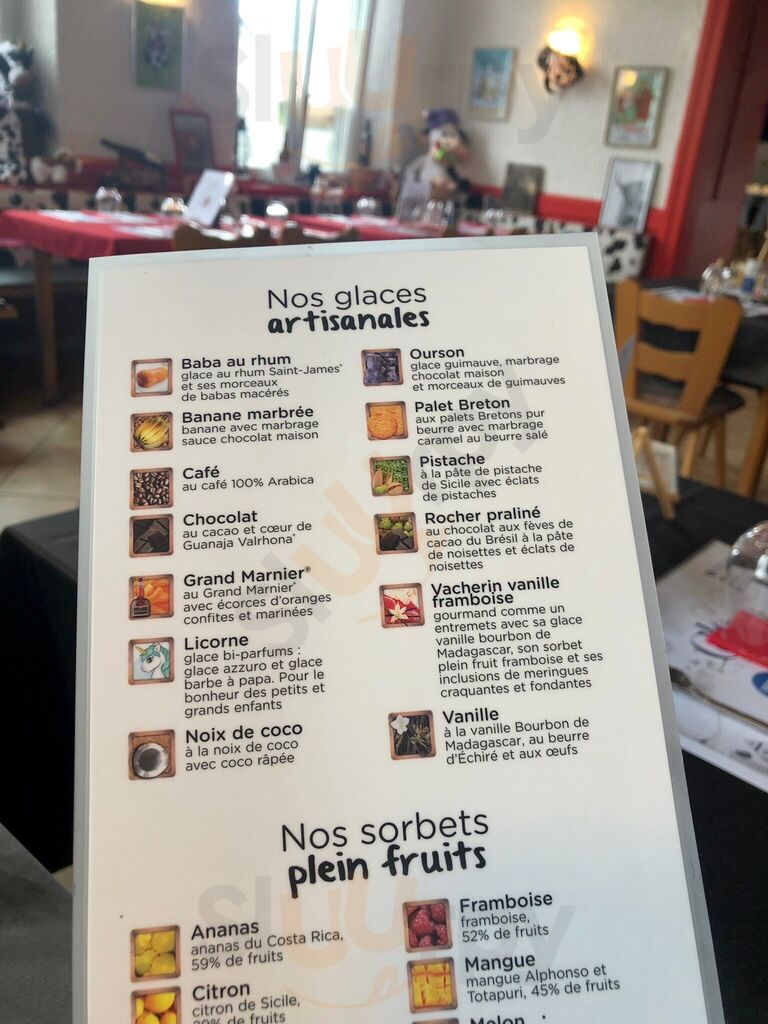 Nos glaces
artisanales
Baba au rhum
glace au rhum Saint-James*
et ses morceaux
de babas macérés
Banane marbrée
banane avec marbrage
sauce chocolat maison
Café
au café 100% Arabica
Chocolat
au cacao et cœur de
Guanaja Valrhona*
Grand Marnier®
au Grand Marnier*
avec écorces d'oranges
confites et marinées
Licorne
glace bi-parfums :
glace azzuro et glace
barbe à papa. Pour le
bonheur des petits et
grands enfants
Noix de coco
à la noix de coco
avec coco râpée
Ourson
glace guimauve, marbrage
chocolat maison
et morceaux de guimauves
Palet Breton
aux palets Bretons pur
beurre avec marbrage
caramel au beurre salé
Pistache
à la pâte de pistache
de Sicile avec éclats
de pistaches
Rocher praliné
au chocolat aux fèves de
cacao du Brésil à la pâte
de noisettes et éclats de
noisettes
Vacherin vanille
framboise
gourmand comme un
entremets avec sa glace
vanille bourbon de
Madagascar, son sorbet
plein fruit framboise et ses
inclusions de meringues
craquantes et fondantes
Vanille
à la vanille Bourbon de
Madagascar, au beurre
d'Échiré et aux œufs
Nos sorbets
plein fruits
Ananas
ananas du Costa Rica,
59% de fruits
Citron
citron de Sicile,
de fruits
Framboise
framboise,
52% de fruits
Mangue
mangue Alphonso et
Totapuri, 45% de fruits
Melon
sluurpy